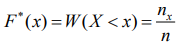 F*(x) = W(X < x) = n_x / n